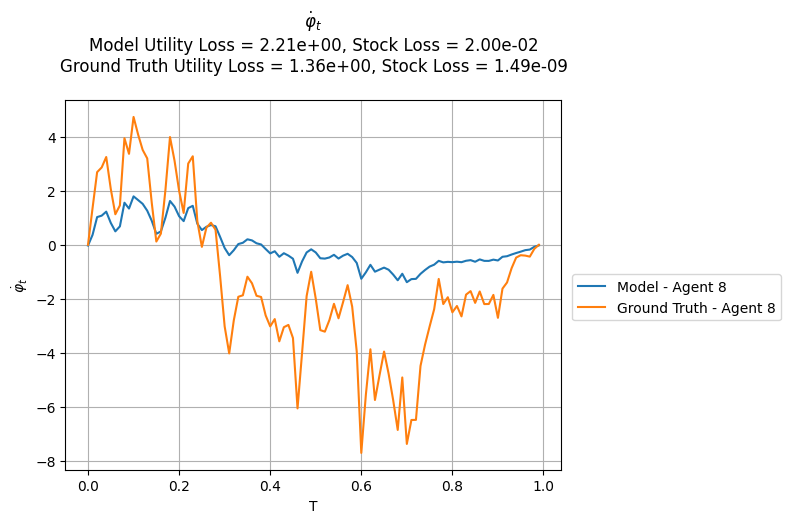 φ̇ₜ
Model Utility Loss = 2.21e+00, Stock Loss = 2.00e-02
Ground Truth Utility Loss = 1.36e+00, Stock Loss = 1.49e-09
4
2
0
−2
−4
−6
−8
φ̇ₜ
0.0 0.2 0.4 0.6 0.8 1.0
T
Model - Agent 8
Ground Truth - Agent 8